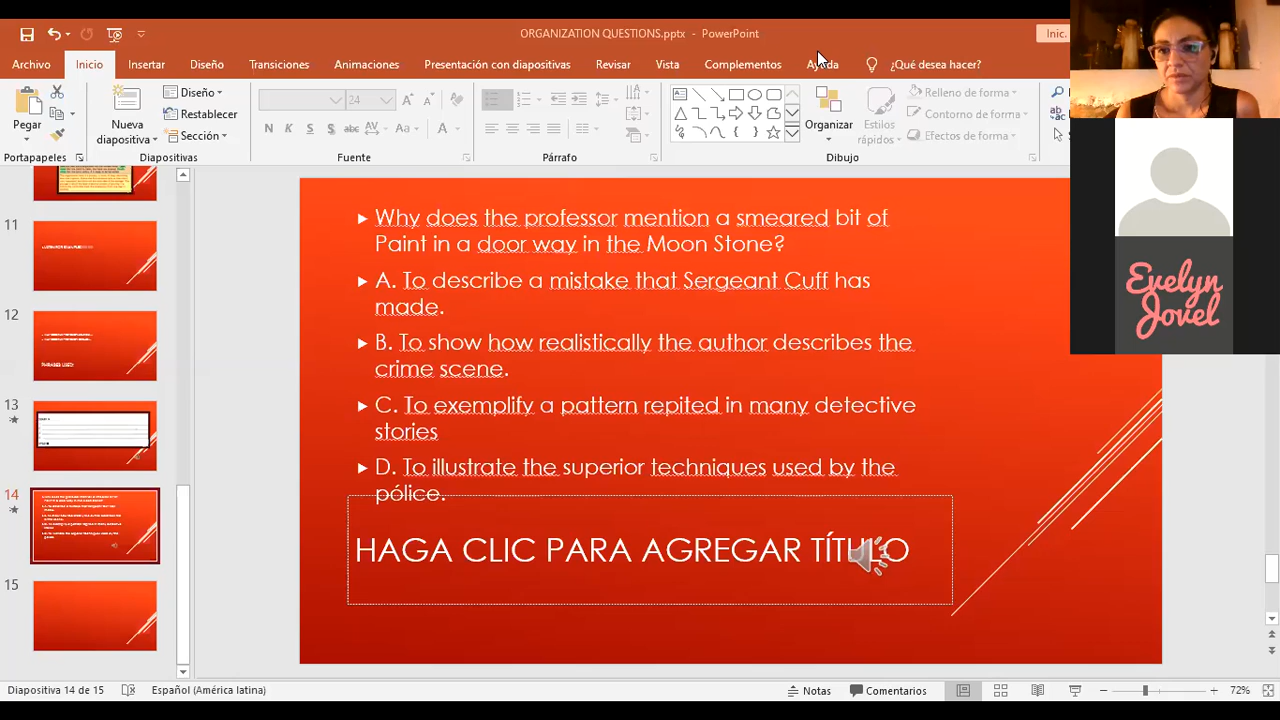 ORGANIZATION QUESTIONS.pptx - PowerPoint
Inic.
Archivo Inicio Insertar Diseño Transiciones Animaciones Presentación con diapositivas Revisar Vista Complementos Ayuda ¿Qué desea hacer?
Pegar
Nueva diapositiva
Diseño
Restablecer
Sección
24
N K S abc AV Aa A
Organizar
Estilos rápidos
Relleno de forma
Contorno de forma
Efectos de forma
Portapapeles Diapositivas Fuente Párrafo Dibujo
11
12
13
14
15
Why does the professor mention a smeared bit of
Paint in a door way in the Moon Stone?
A. To describe a mistake that Sergeant Cuff has
made.
B. To show how realistically the author describes the
crime scene.
C. To exemplify a pattern repited in many detective
stories
D. To illustrate the superior techniques used by the
pólice.
HAGA CLIC PARA AGREGAR TÍTULO
Evelyn
Jovel
Diapositiva 14 de 15 Español (América latina) Notas Comentarios 72%